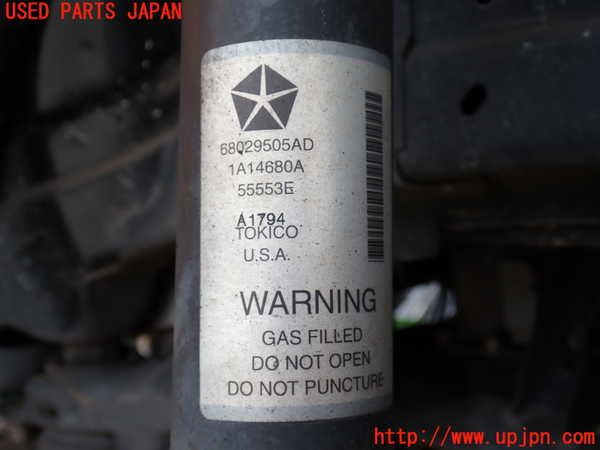 USED PARTS JAPAN
68029505AD
1A14680A
55553E
A1794
TOKICO
U.S.A.
WARNING
GAS FILLED
DO NOT OPEN
DO NOT PUNCTURE
http://www.upjpn.com/